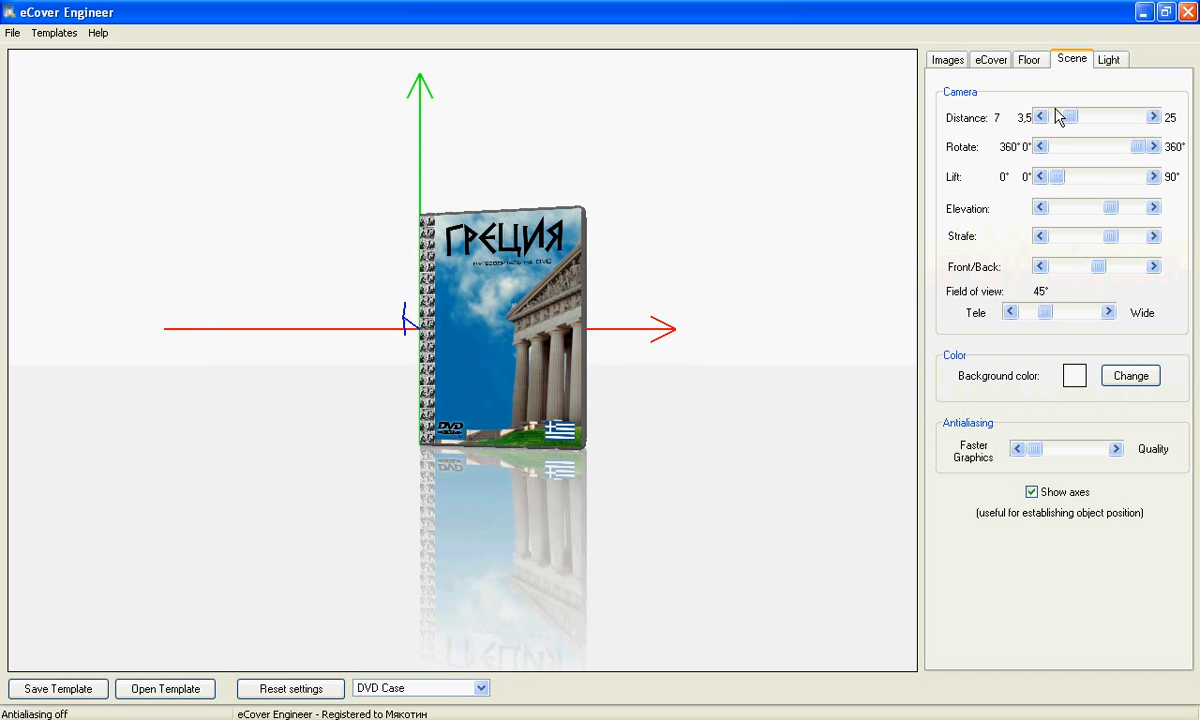 eCover Engineer
File Templates Help
Images eCover Floor Scene Light
Camera
Distance: 7 3,5 25
Rotate: 360° 0° 360°
Lift: 0° 0° 90°
Elevation:
Strafe:
Front/Back:
Field of view: 45°
Tele Wide
Color
Background color: Change
Antialiasing
Faster Graphics Quality
Show axes
(useful for establishing object position)
ГРЕЦИЯ
ПУТЕВОДИТЕЛЬ НА DVD
DVD
Save Template Open Template Reset settings DVD Case
Antialiasing off eCover Engineer - Registered to Мякотин